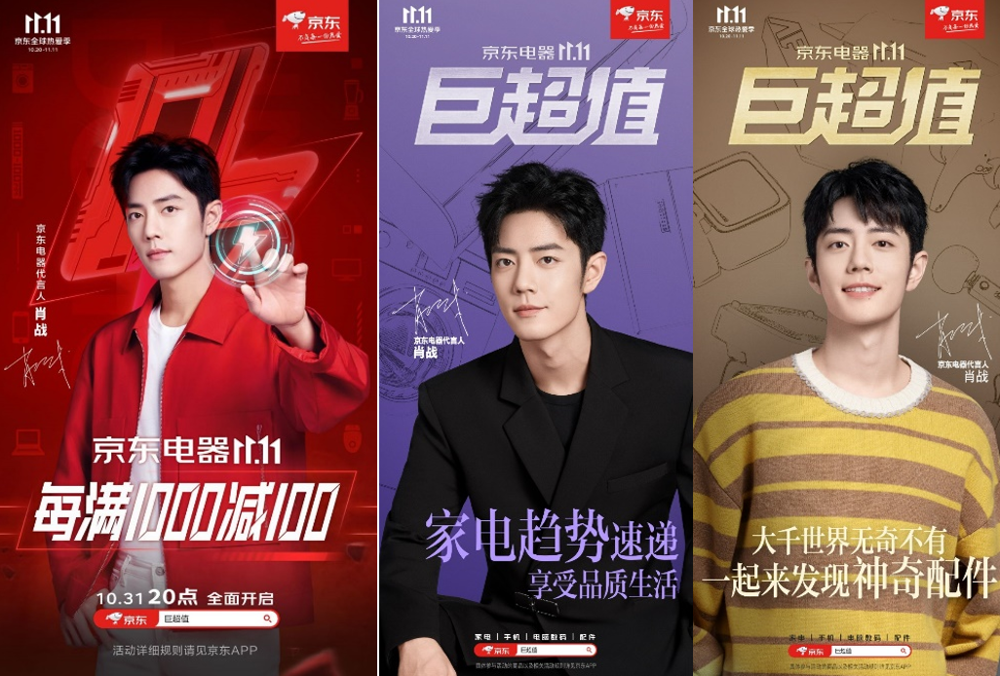 11.11
京东全球热爱季
10.20-11.11
京东
不负每一份热爱
京东电器代言人 肖战
京东电器11.11
每满1000减100
10.31 20点 全面开启
京东 巨超值
活动详细规则请见京东APP
11.11
京东全球热爱季
10.20-11.11
京东
不负每一份热爱
京东电器11.11
巨超值
京东电器代言人
肖战
家电趋势速递
享受品质生活
家电 | 手机 | 电脑数码 | 配件
京东 巨超值
11.11
京东全球热爱季
10.20-11.11
京东
不负每一份热爱
京东电器11.11
巨超值
京东电器代言人
肖战
大千世界无奇不有
一起来发现神奇配件
家电 | 手机 | 电脑数码 | 配件
京东 巨超值